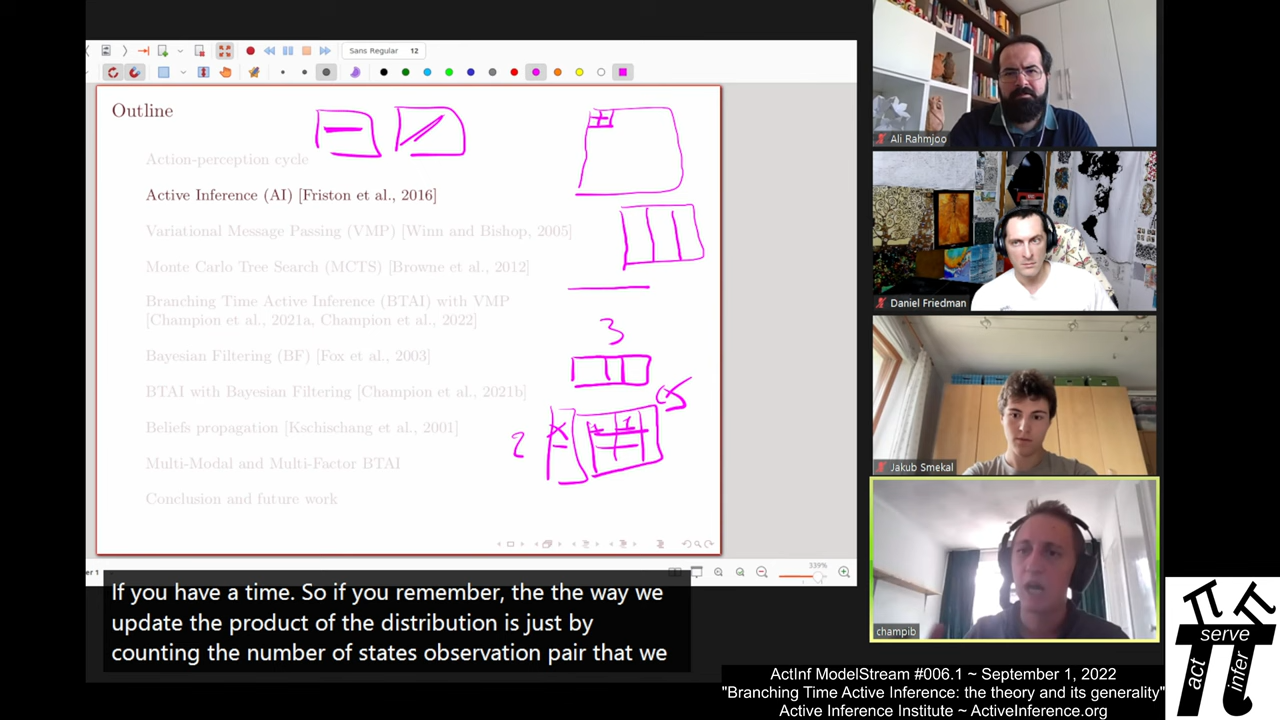 Sans Regular 12
Outline
Action-perception cycle
Active Inference (AI) [Friston et al., 2016]
Variational Message Passing (VMP) [Winn and Bishop, 2005]
Monte Carlo Tree Search (MCTS) [Browne et al., 2012]
Branching Time Active Inference (BTAI) with VMP
[Champion et al., 2021a, Champion et al., 2022]
Bayesian Filtering (BF) [Fox et al., 2003]
BTAI with Bayesian Filtering [Champion et al., 2021b]
Beliefs propagation [Kschischang et al., 2001]
Multi-Modal and Multi-Factor BTAI
Conclusion and future work
3
2
339%
If you have a time. So if you remember, the the way we
update the product of the distribution is just by
counting the number of states observation pair that we
Ali Rahmjoo
Daniel Friedman
Jakub Smekal
champib
ActInf ModelStream #006.1 ~ September 1, 2022
"Branching Time Active Inference: the theory and its generality"
Active Inference Institute ~ ActiveInference.org
π π
serve
act
infer